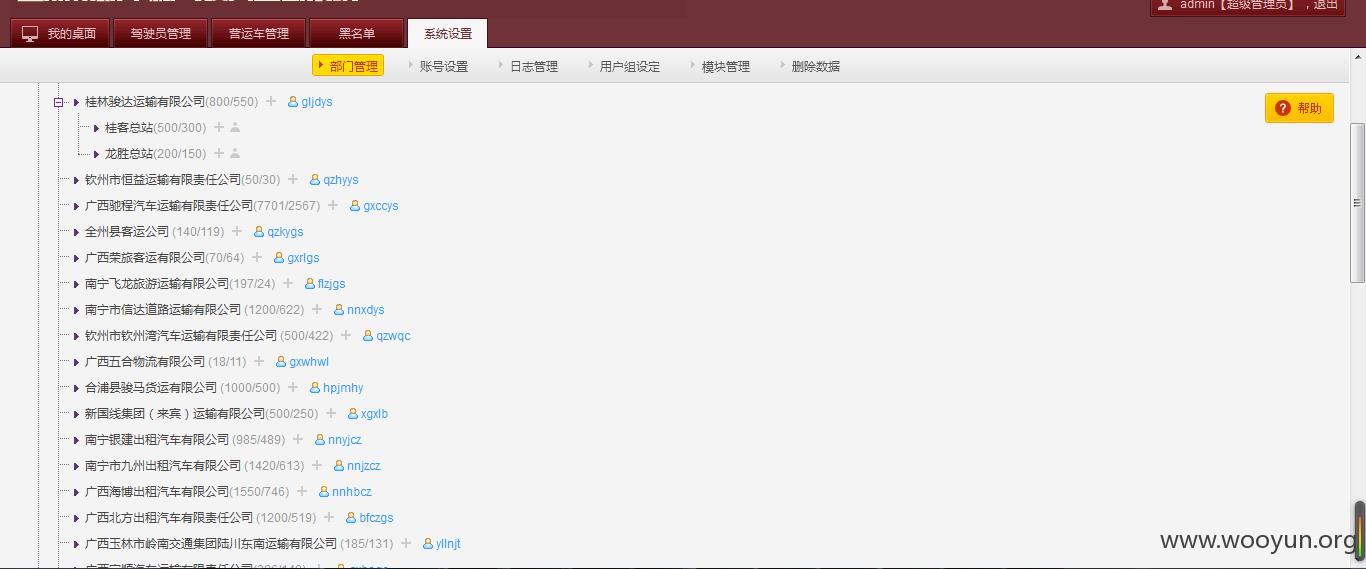 admin【超级管理员】，退出
我的桌面 驾驶员管理 营运车管理 黑名单 系统设置
部门管理 账号设置 日志管理 用户组设定 模块管理 删除数据
帮助
桂林骏达运输有限公司(800/550) gljdys
桂客总站(500/300)
龙胜总站(200/150)
钦州市恒益运输有限责任公司(50/30) qzhyys
广西驰程汽车运输有限责任公司(7701/2567) gxccys
全州县客运公司 (140/119) qzkygs
广西荣旅客运有限公司(70/64) gxrlgs
南宁飞龙旅游运输有限公司(197/24) flzjgs
南宁市信达道路运输有限公司 (1200/622) nnxdys
钦州市钦州湾汽车运输有限责任公司 (500/422) qzwqc
广西五合物流有限公司 (18/11) gxwhwl
合浦县骏马货运有限公司 (1000/500) hpjmhy
新国线集团（来宾）运输有限公司(500/250) xgxlb
南宁银建出租汽车有限公司 (985/489) nnyjcz
南宁市九州出租汽车有限公司 (1420/613) nnjzcz
广西海博出租汽车有限公司(1550/746) nnhbcz
广西北方出租汽车有限责任公司 (1200/519) bfczgs
广西玉林市岭南交通集团陆川东南运输有限公司 (185/131) yllnjt
www.wooyun.org